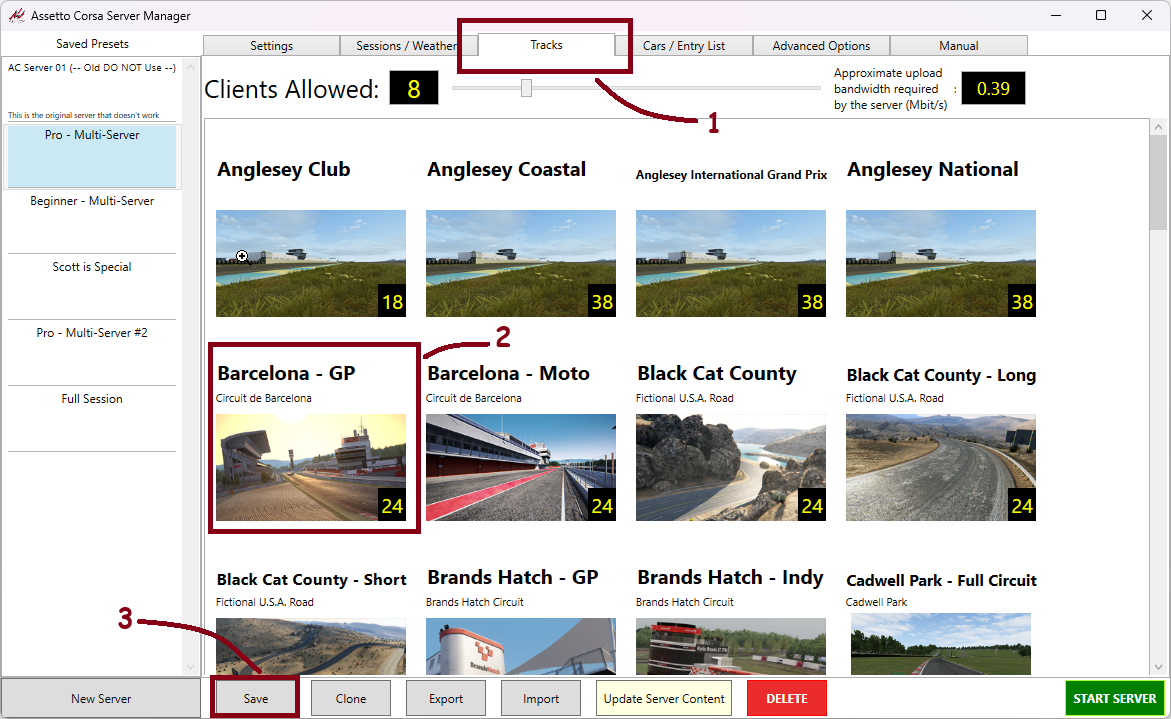 Assetto Corsa Server Manager
Saved Presets
AC Server 01 (-- Old DO NOT Use --)
This is the original server that doesn't work
Pro - Multi-Server
Beginner - Multi-Server
Scott is Special
Pro - Multi-Server #2
Full Session
Settings
Sessions / Weather
Tracks
Cars / Entry List
Advanced Options
Manual
Clients Allowed: 8
Approximate upload
bandwidth required
by the server (Mbit/s)
: 0.39
1
Anglesey Club
Anglesey Coastal
Anglesey International Grand Prix
Anglesey National
18
38
38
38
2
Barcelona - GP
Barcelona - Moto
Black Cat County
Black Cat County - Long
Circuit de Barcelona
Circuit de Barcelona
Fictional U.S.A. Road
Fictional U.S.A. Road
24
24
24
24
Black Cat County - Short
Brands Hatch - GP
Brands Hatch - Indy
Cadwell Park - Full Circuit
Fictional U.S.A. Road
Brands Hatch Circuit
Brands Hatch Circuit
Cadwell Park
3
New Server
Save
Clone
Export
Import
Update Server Content
DELETE
START SERVER